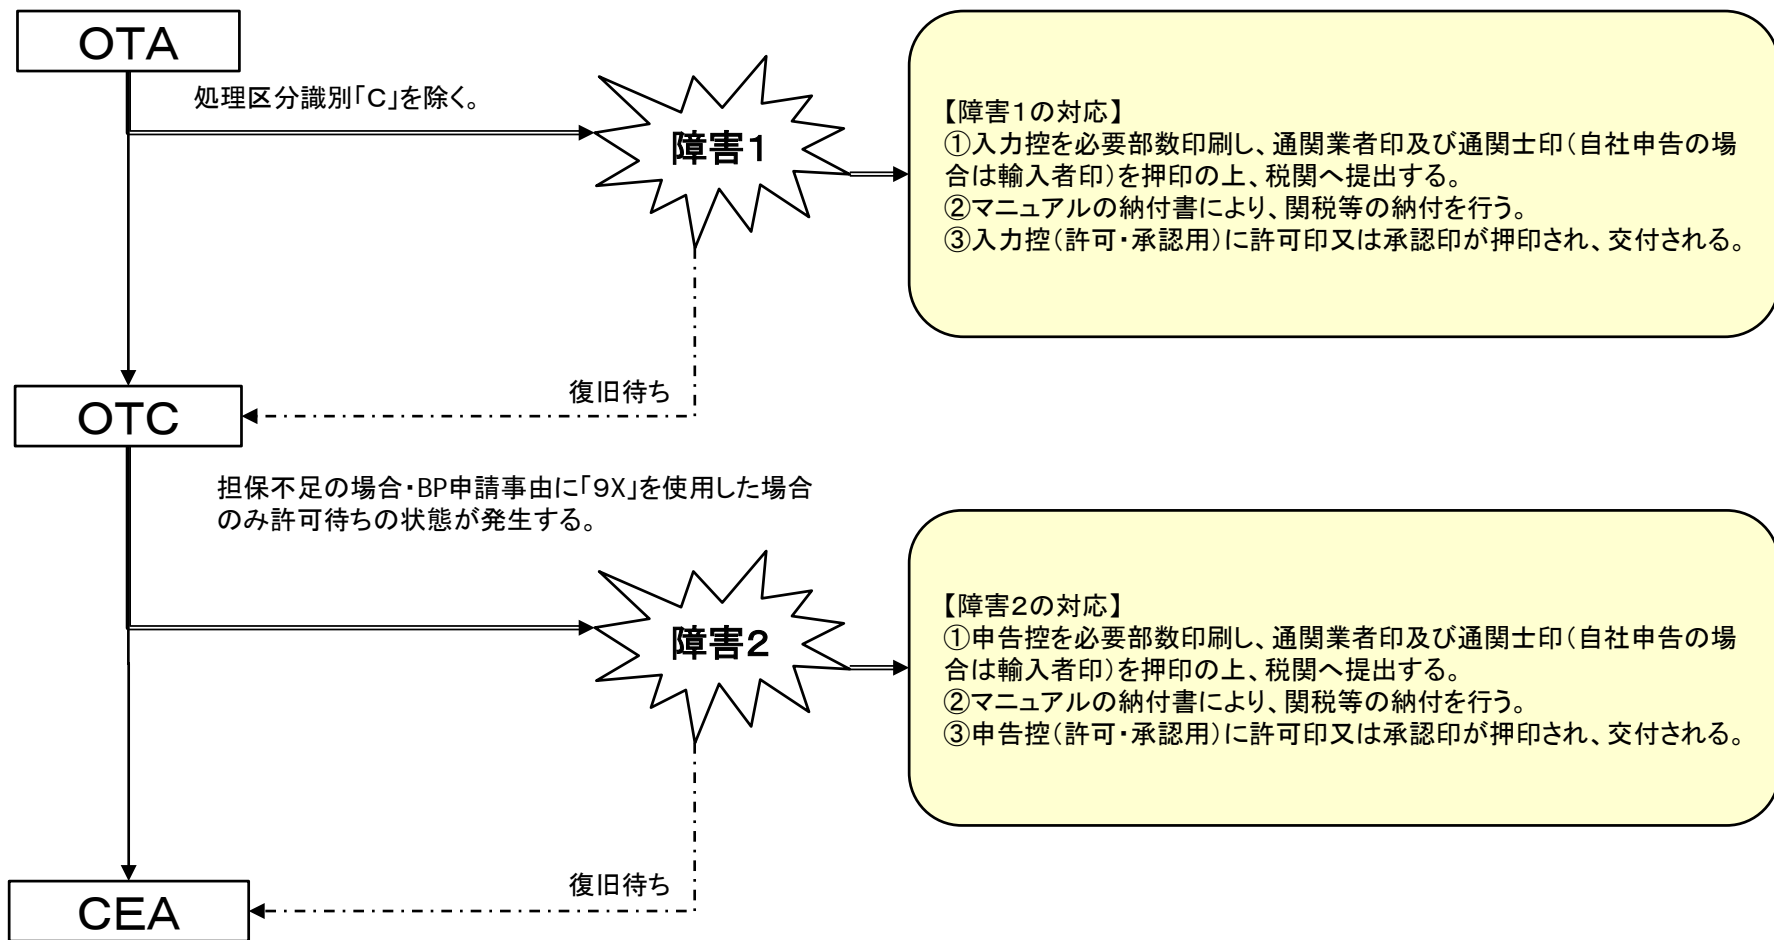 OTA
処理区分識別「C」を除く。
障害1
【障害1の対応】
①入力控を必要部数印刷し、通関業者印及び通関士印(自社申告の場
合は輸入者印)を押印の上、税関へ提出する。
②マニュアルの納付書により、関税等の納付を行う。
③入力控(許可・承認用)に許可印又は承認印が押印され、交付される。
復旧待ち
OTC
担保不足の場合・BP申請事由に「9X」を使用した場合
のみ許可待ちの状態が発生する。
障害2
【障害2の対応】
①申告控を必要部数印刷し、通関業者印及び通関士印(自社申告の場
合は輸入者印)を押印の上、税関へ提出する。
②マニュアルの納付書により、関税等の納付を行う。
③申告控(許可・承認用)に許可印又は承認印が押印され、交付される。
復旧待ち
CEA